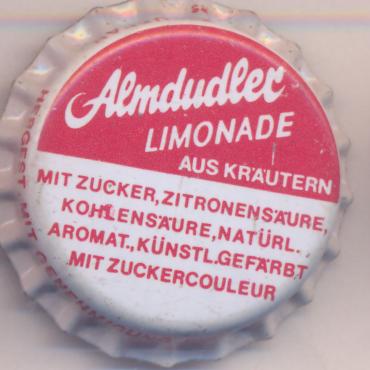 Almdudler
LIMONADE
AUS KRÄUTERN
MIT ZUCKER, ZITRONENSÄURE,
KOHLENSÄURE, NATÜRL.
AROMAT., KÜNSTL.GEFÄRBT
MIT ZUCKERCOULEUR